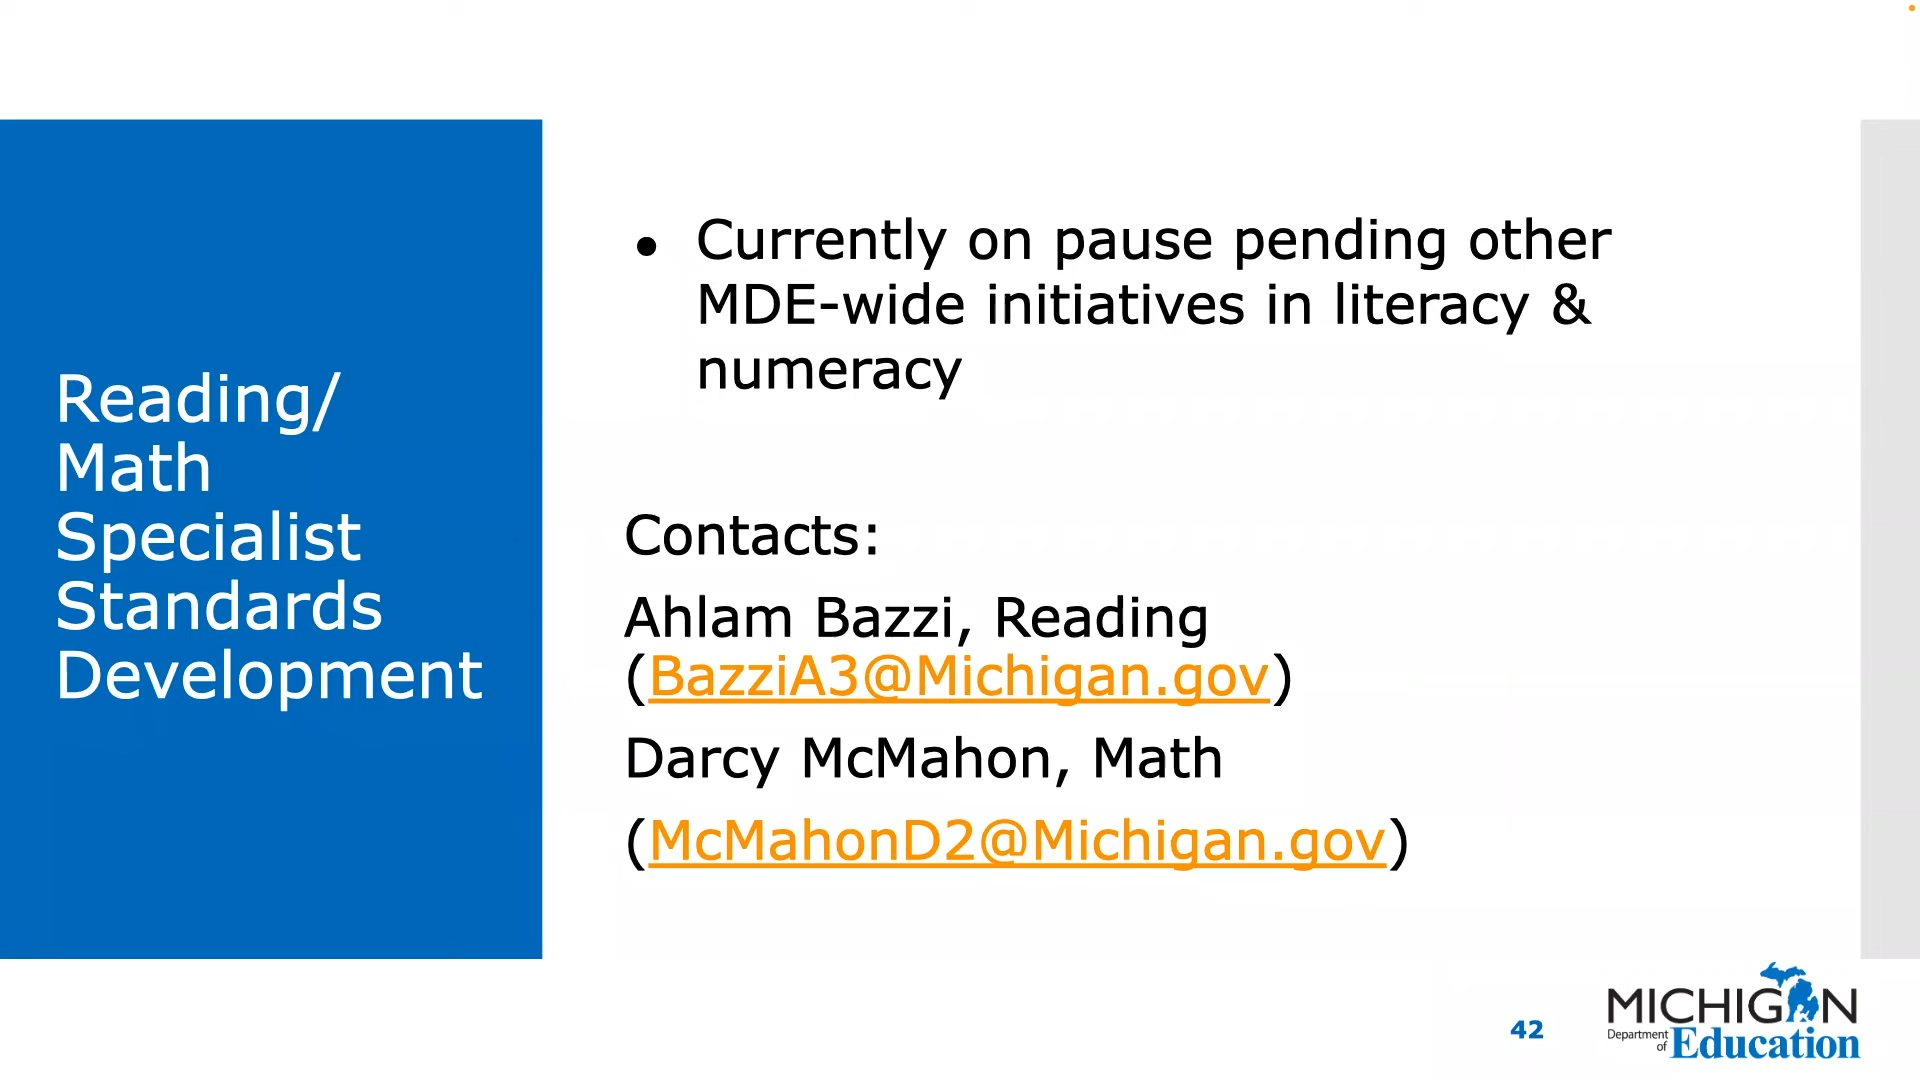 Reading/
Math
Specialist
Standards
Development
● Currently on pause pending other
MDE-wide initiatives in literacy &
numeracy
Contacts:
Ahlam Bazzi, Reading
(BazziA3@Michigan.gov)
Darcy McMahon, Math
(McMahonD2@Michigan.gov)
42
MICHIGAN
Department
of Education